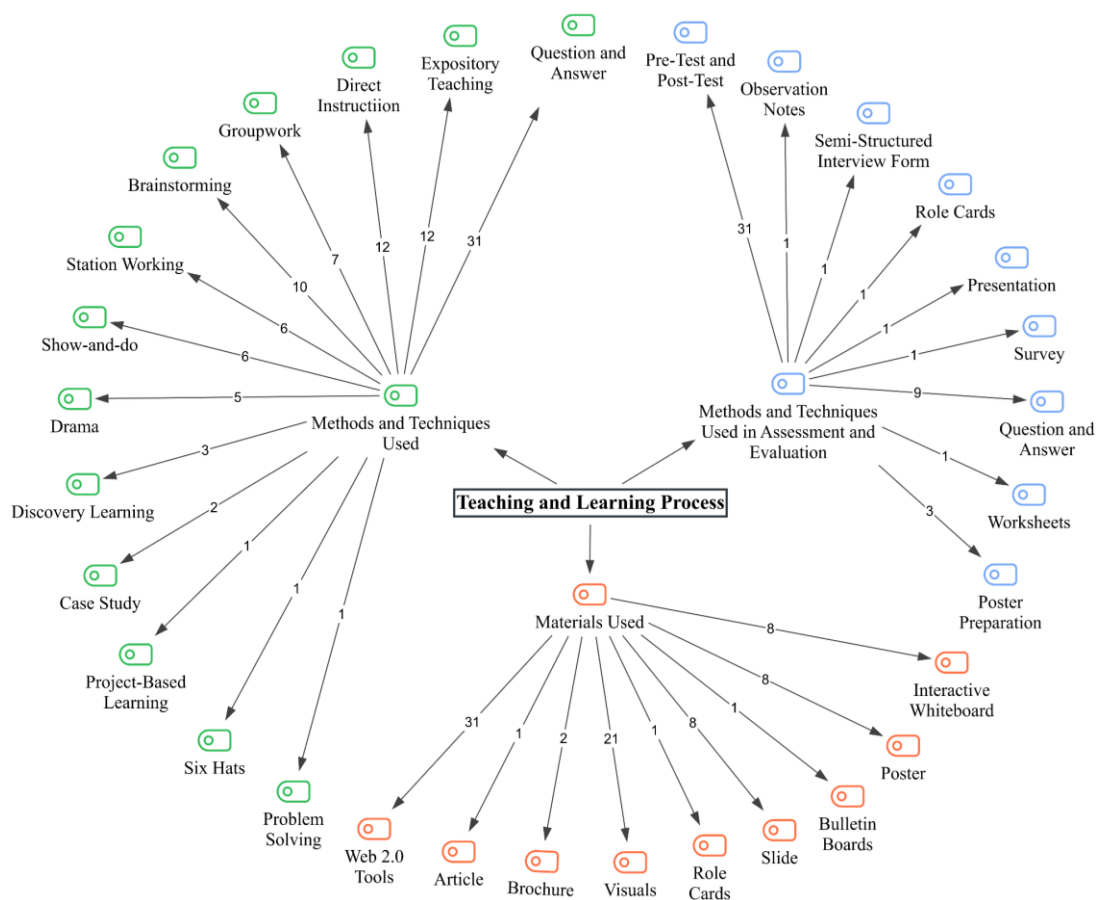 Question and
Answer
Expository
Teaching
Direct
Instructiion
Groupwork
Brainstorming
Station Working
Show-and-do
Drama
Discovery Learning
Case Study
Project-Based
Learning
Six Hats
Problem
Solving
31
12
12
7
10
6
6
5
3
2
1
1
1
Methods and Techniques
Used
Pre-Test and
Post-Test
Observation
Notes
Semi-Structured
Interview Form
Role Cards
Presentation
Survey
Question and
Answer
Worksheets
Poster
Preparation
31
1
1
1
1
1
9
1
3
Methods and Techniques
Used in Assessment and
Evaluation
Teaching and Learning Process
Materials Used
8
8
1
8
1
21
2
1
31
Interactive
Whiteboard
Poster
Bulletin
Boards
Slide
Role
Cards
Visuals
Brochure
Article
Web 2.0
Tools